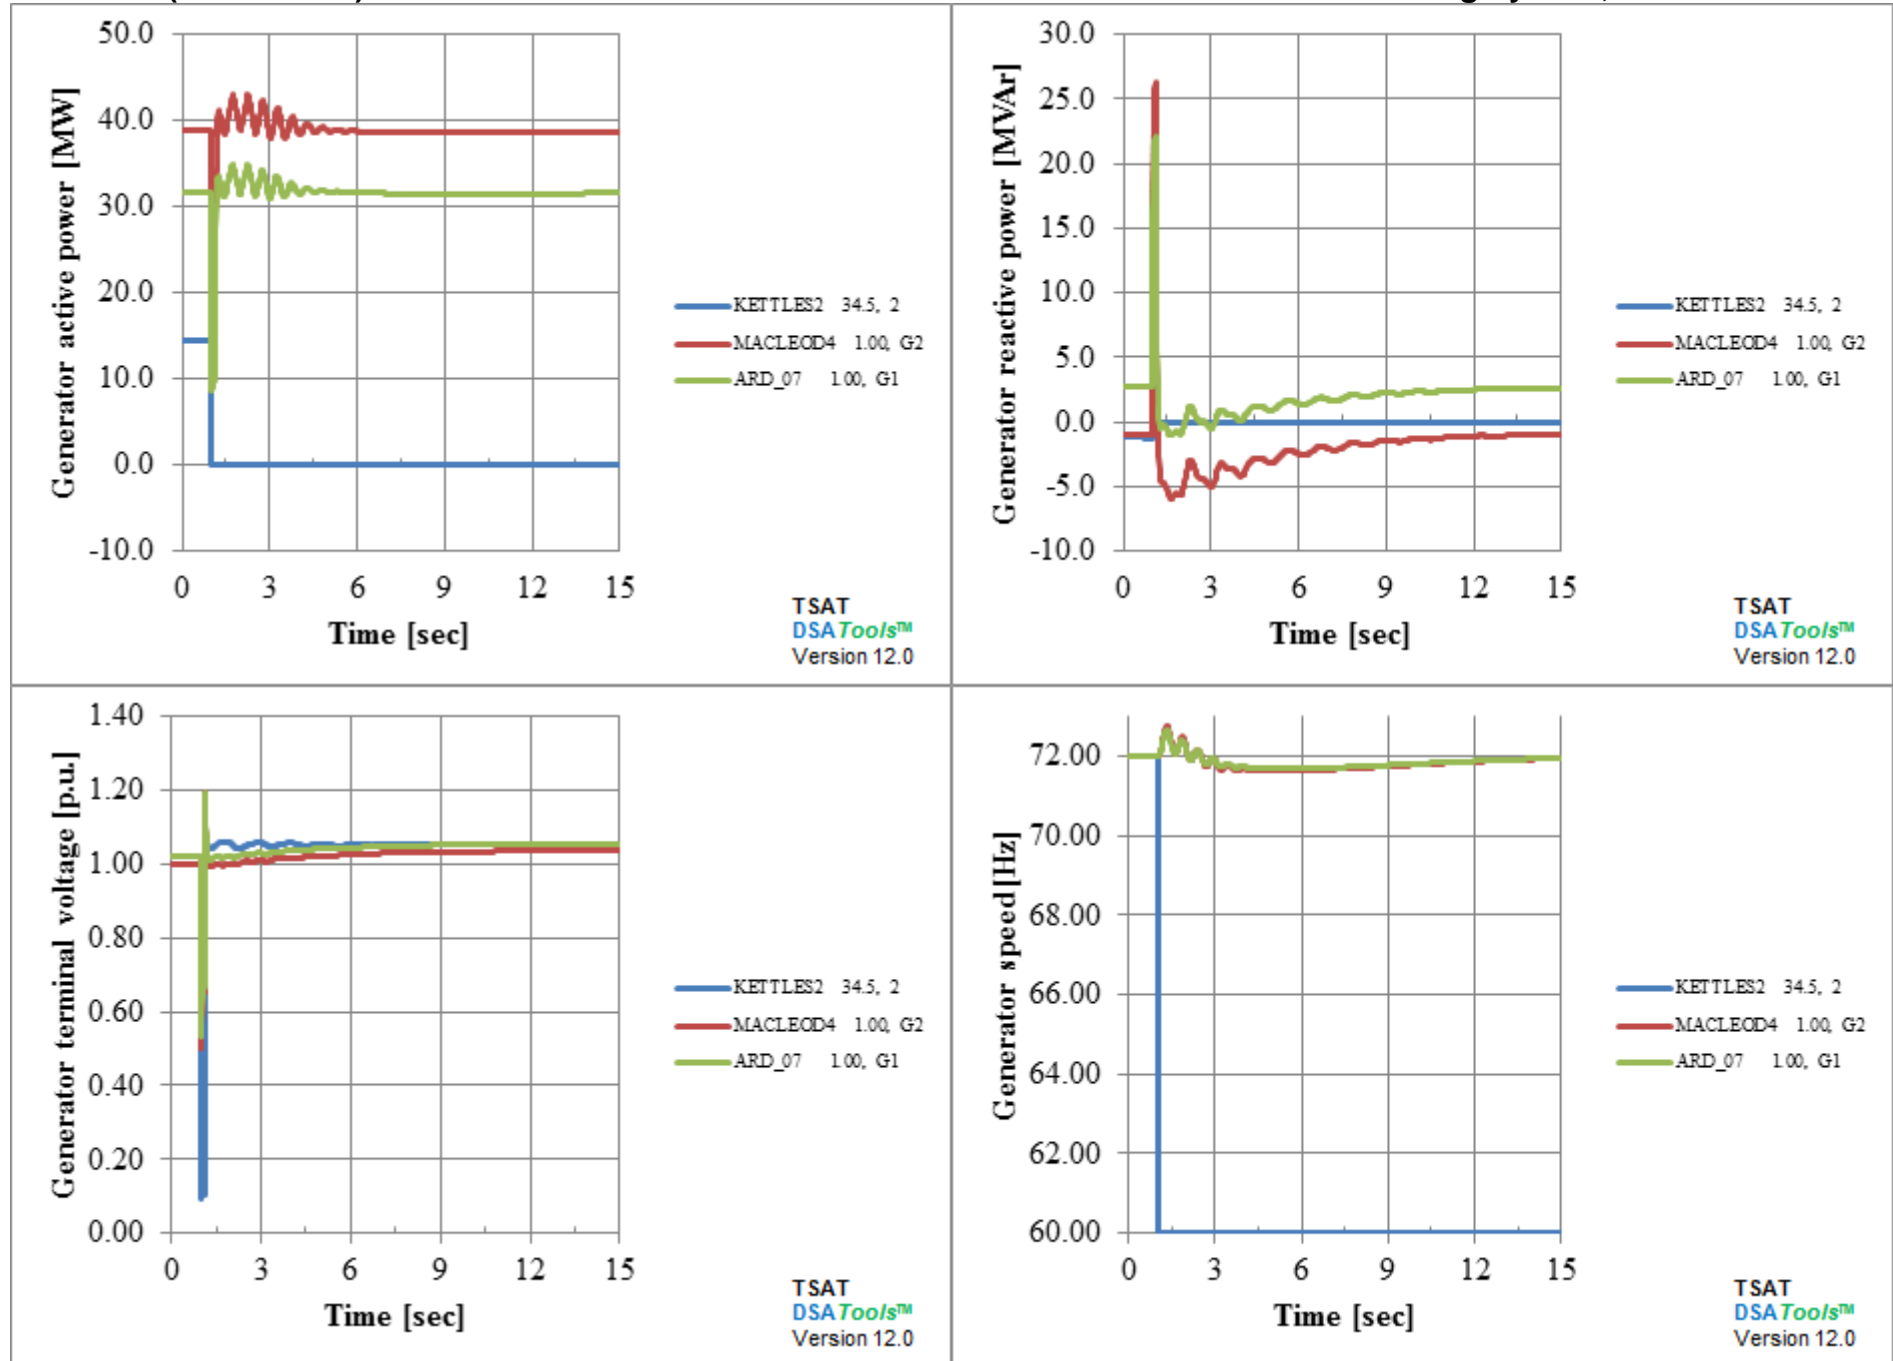 50.0
40.0
30.0
20.0
10.0
0.0
-10.0
0 3 6 9 12 15
Generator active power [MW]
Time [sec]
KETTLES2 34.5, 2
MACLEOD4 1.00, G2
ARD_07 1.00, G1
TSAT
DSATools™
Version 12.0
30.0
25.0
20.0
15.0
10.0
5.0
0.0
-5.0
-10.0
0 3 6 9 12 15
Generator reactive power [MVAr]
Time [sec]
KETTLES2 34.5, 2
MACLEOD4 1.00, G2
ARD_07 1.00, G1
TSAT
DSATools™
Version 12.0
1.40
1.20
1.00
0.80
0.60
0.40
0.20
0.00
0 3 6 9 12 15
Generator terminal voltage [p.u.]
Time [sec]
KETTLES2 34.5, 2
MACLEOD4 1.00, G2
ARD_07 1.00, G1
TSAT
DSATools™
Version 12.0
72.00
70.00
68.00
66.00
64.00
62.00
60.00
0 3 6 9 12 15
Generator speed[Hz]
Time [sec]
KETTLES2 34.5, 2
MACLEOD4 1.00, G2
ARD_07 1.00, G1
TSAT
DSATools™
Version 12.0